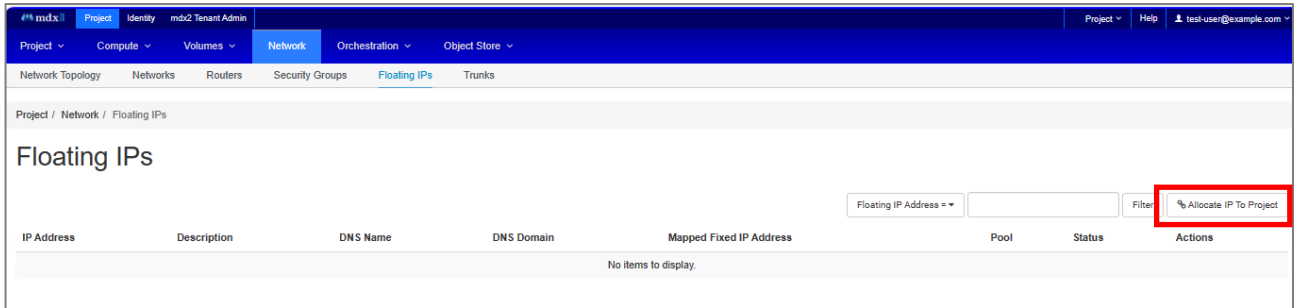 mdx II Project Identity mdx2 Tenant Admin Project Help test-user@example.com
Project Compute Volumes Network Orchestration Object Store
Network Topology Networks Routers Security Groups Floating IPs Trunks
Project / Network / Floating IPs
Floating IPs
Floating IP Address = Filter Allocate IP To Project
IP Address Description DNS Name DNS Domain Mapped Fixed IP Address Pool Status Actions
No items to display.